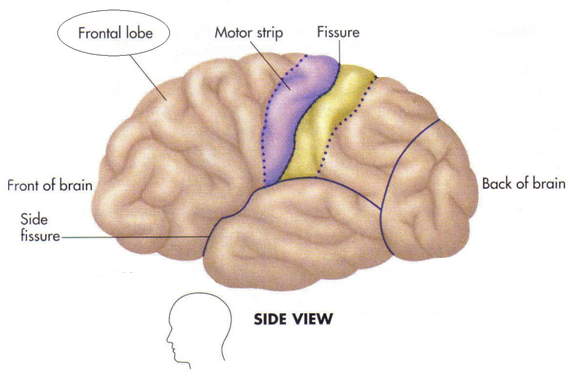 Frontal lobe
Motor strip
Fissure
Front of brain
Back of brain
Side
fissure
SIDE VIEW